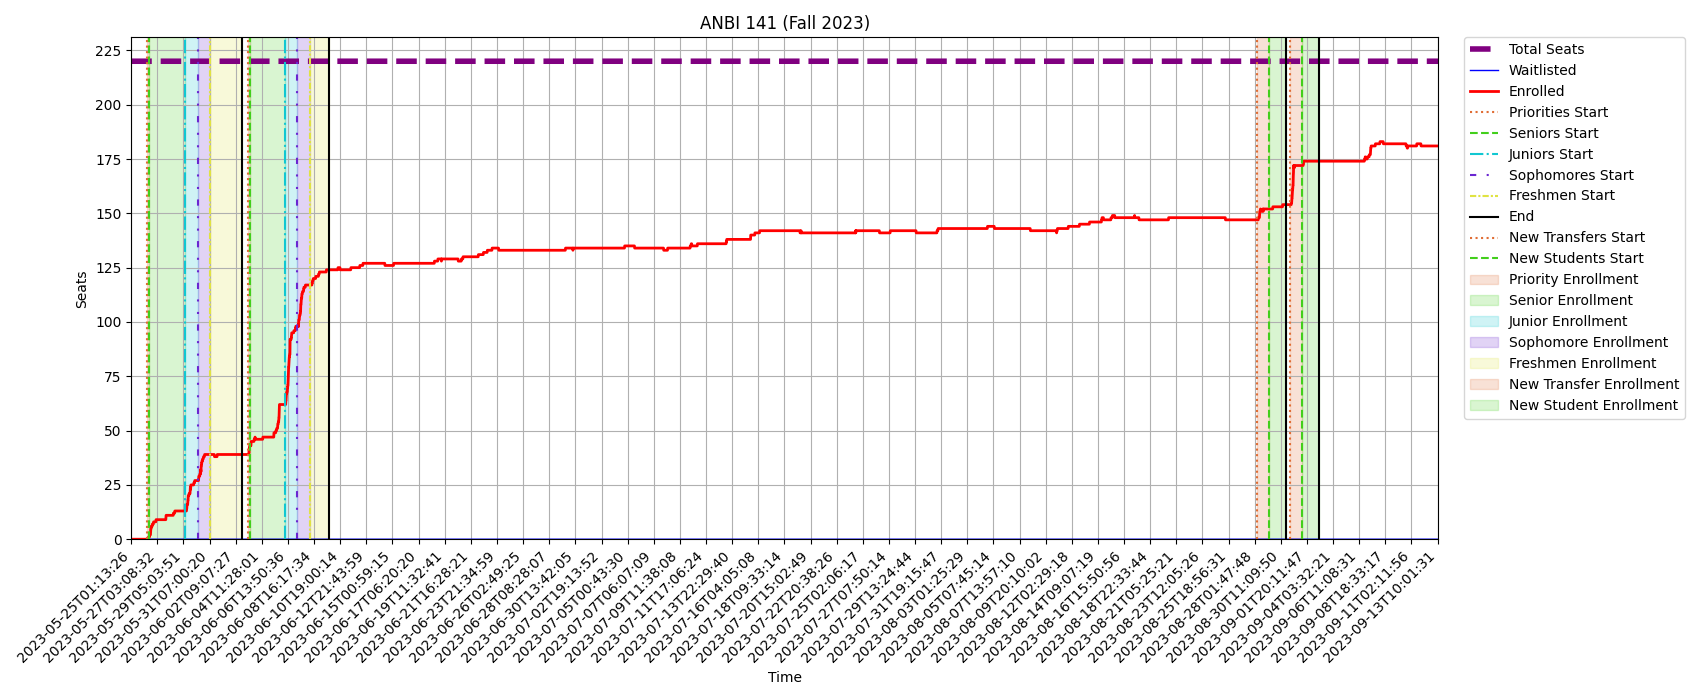 ANBI 141 (Fall 2023)
Seats
225
200
175
150
125
100
75
50
25
0
2023-05-25T01:13:26
2023-05-27T03:08:32
2023-05-29T05:03:51
2023-05-31T07:00:20
2023-06-02T09:07:27
2023-06-04T11:28:01
2023-06-06T13:50:36
2023-06-08T16:17:34
2023-06-10T19:00:14
2023-06-12T21:43:59
2023-06-15T00:59:15
2023-06-17T06:20:20
2023-06-19T11:32:41
2023-06-21T16:28:21
2023-06-23T21:34:59
2023-06-26T02:49:25
2023-06-28T08:28:07
2023-06-30T13:42:05
2023-07-02T19:13:52
2023-07-05T00:43:30
2023-07-07T06:07:09
2023-07-09T11:38:08
2023-07-11T17:06:24
2023-07-13T22:29:40
2023-07-16T04:05:08
2023-07-18T09:33:14
2023-07-20T15:02:49
2023-07-22T20:38:26
2023-07-25T02:06:17
2023-07-27T07:50:14
2023-07-29T13:24:44
2023-07-31T19:15:47
2023-08-03T01:25:29
2023-08-05T07:45:14
2023-08-07T13:57:10
2023-08-09T20:10:02
2023-08-12T02:29:18
2023-08-14T09:07:19
2023-08-16T15:50:56
2023-08-18T22:33:44
2023-08-21T05:25:21
2023-08-23T12:05:26
2023-08-25T18:56:31
2023-08-28T01:47:48
2023-08-30T11:09:50
2023-09-01T20:11:47
2023-09-04T03:32:21
2023-09-06T11:08:31
2023-09-08T18:33:17
2023-09-11T02:11:56
2023-09-13T10:01:31
Time
Total Seats
Waitlisted
Enrolled
Priorities Start
Seniors Start
Juniors Start
Sophomores Start
Freshmen Start
End
New Transfers Start
New Students Start
Priority Enrollment
Senior Enrollment
Junior Enrollment
Sophomore Enrollment
Freshmen Enrollment
New Transfer Enrollment
New Student Enrollment